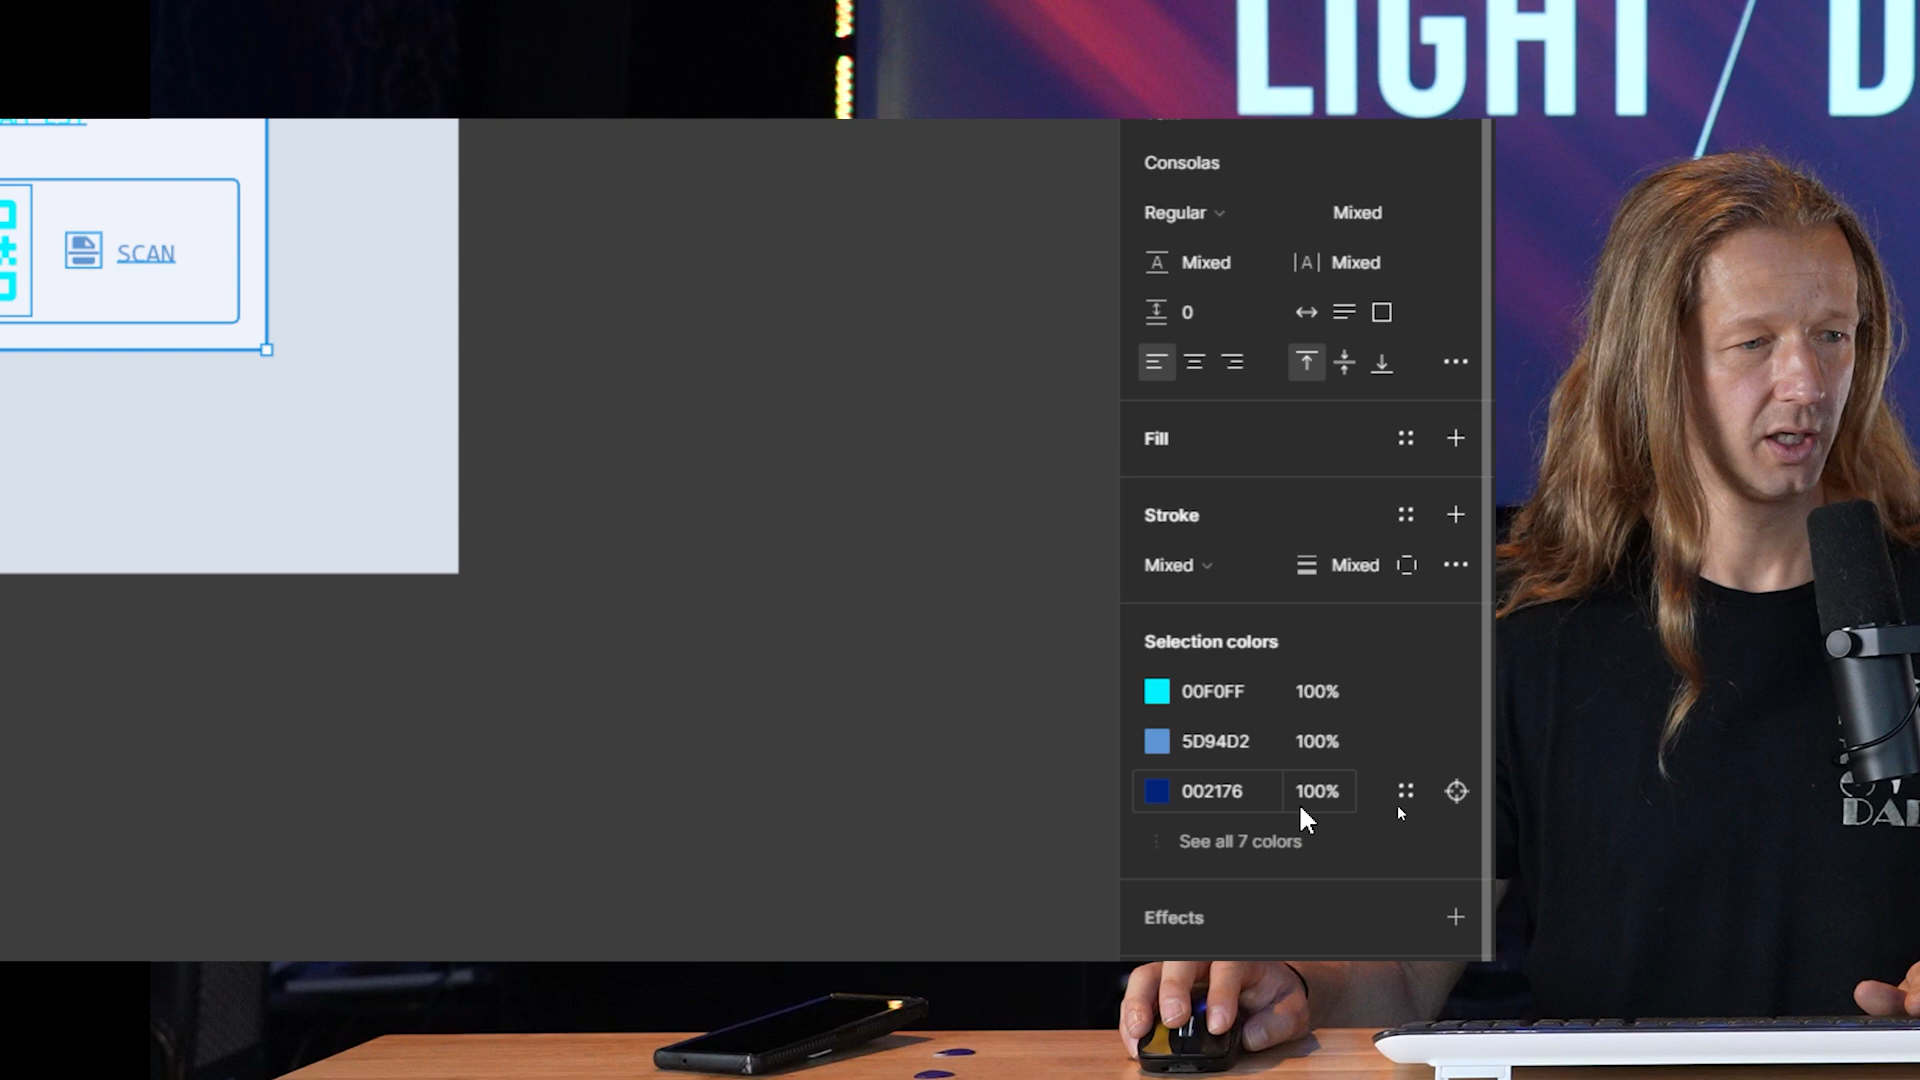 LIGHT / D
SCAN
Consolas
Regular
Mixed
Mixed
Mixed
0
Fill
Stroke
Mixed
Mixed
Selection colors
00F0FF 100%
5D94D2 100%
002176 100%
See all 7 colors
Effects
DA